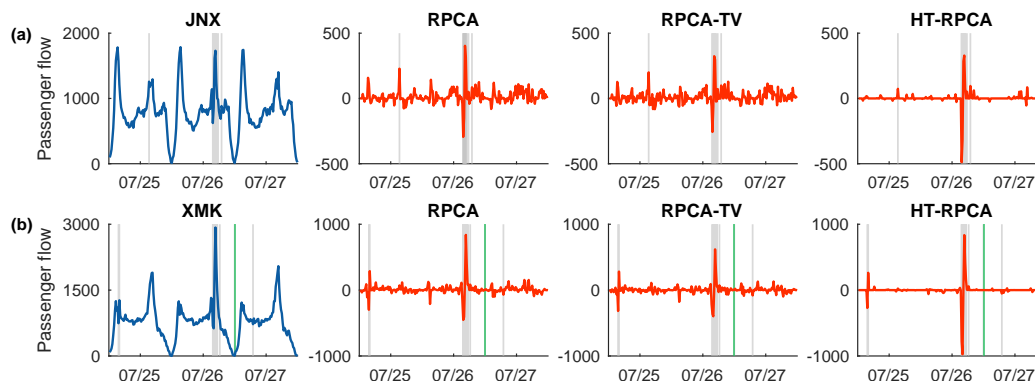 JNX RPCA RPCA-TV HT-RPCA
(a)
Passenger flow
2000
1000
0
07/25 07/26 07/27
500
0
-500
07/25 07/26 07/27
500
0
-500
07/25 07/26 07/27
500
0
-500
07/25 07/26 07/27
XMK RPCA RPCA-TV HT-RPCA
(b)
Passenger flow
3000
1500
0
07/25 07/26 07/27
1000
0
-1000
07/25 07/26 07/27
1000
0
-1000
07/25 07/26 07/27
1000
0
-1000
07/25 07/26 07/27